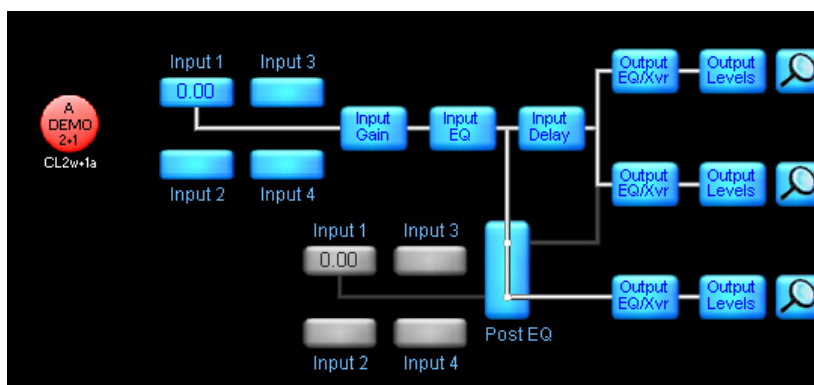 Input 1 Input 3
0.00
A
DEMO
2+1
CL2w+1a
Input 2 Input 4
Input
Gain
Input
EQ
Input
Delay
Output
EQ/Xvr
Output
Levels
Output
EQ/Xvr
Output
Levels
Input 1 Input 3
0.00
Input 2 Input 4
Post EQ
Output
EQ/Xvr
Output
Levels